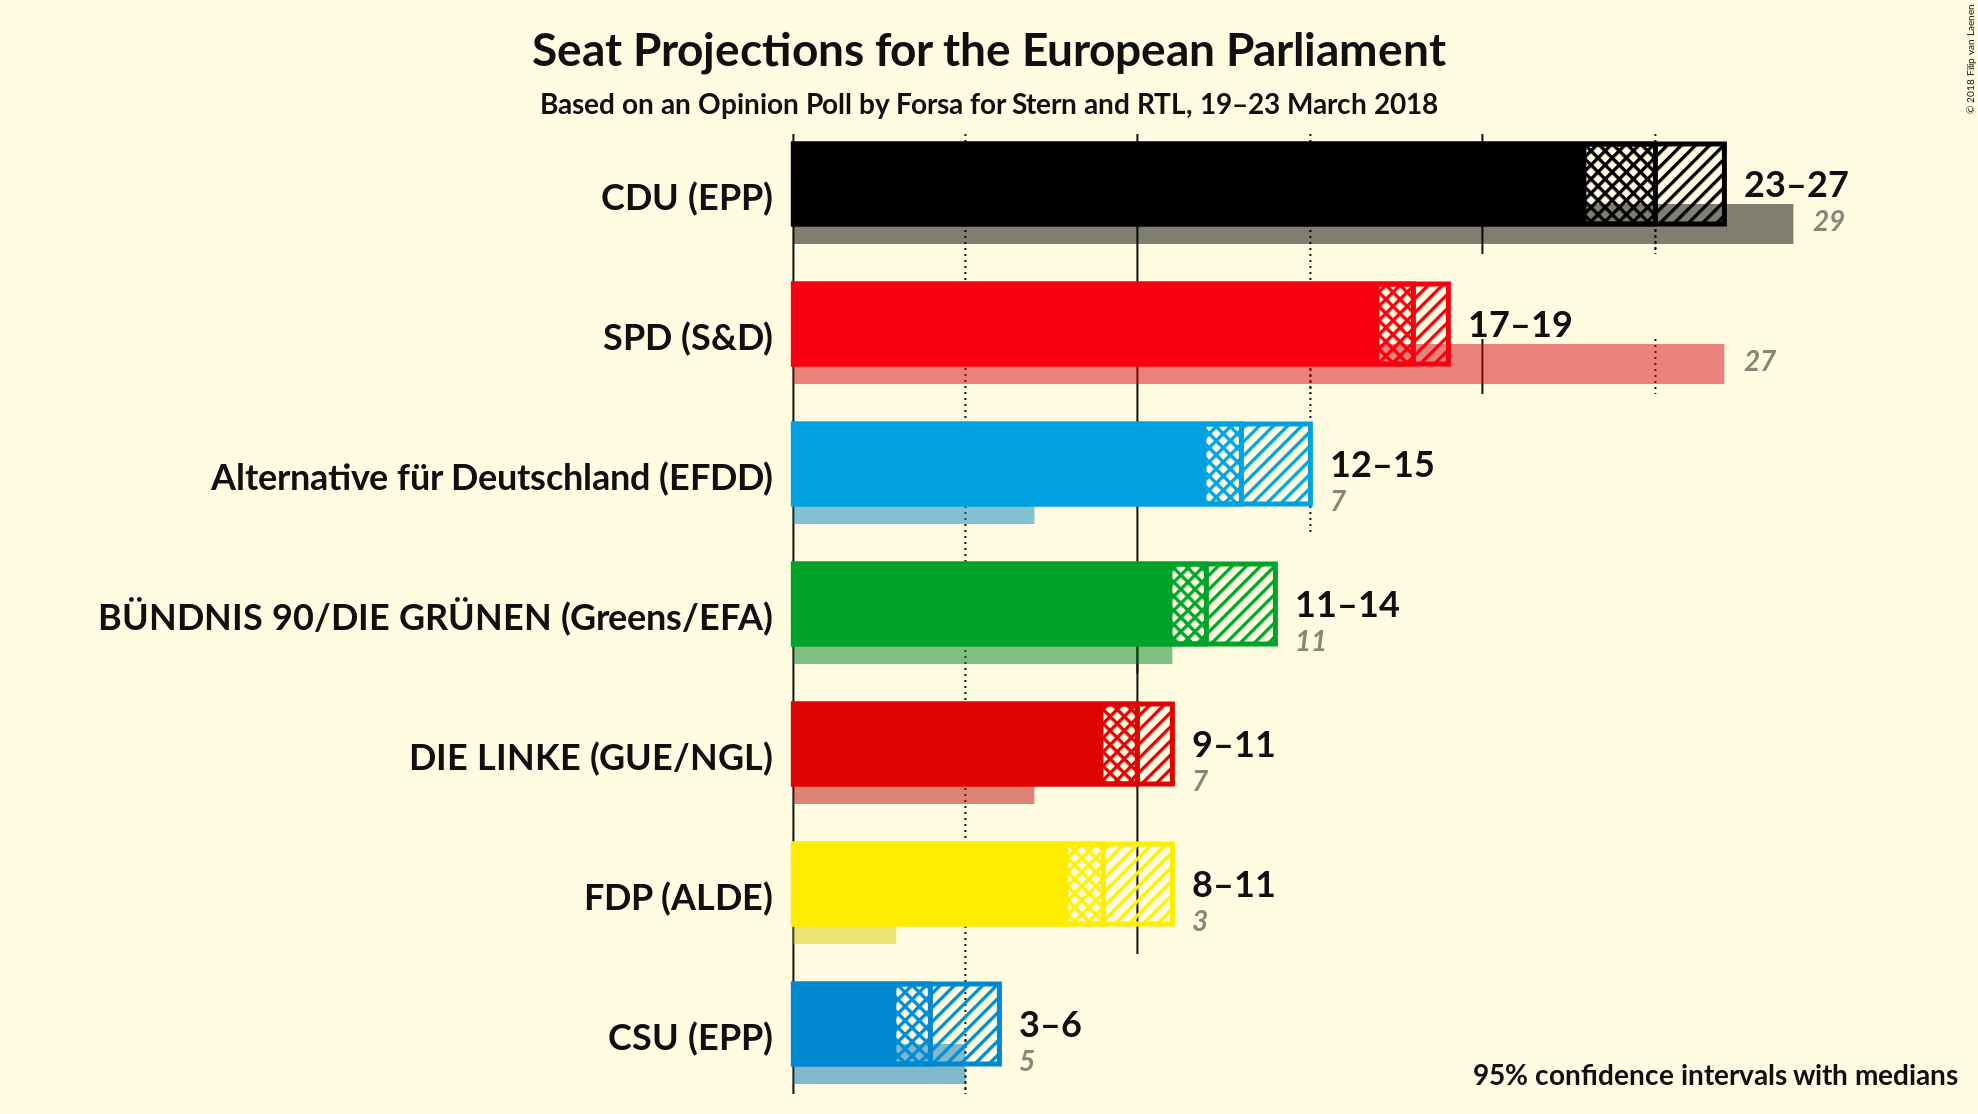 Seat Projections for the European Parliament
Based on an Opinion Poll by Forsa for Stern and RTL, 19–23 March 2018
© 2018 Filip van Laenen
CDU (EPP)
23–27
29
SPD (S&D)
17–19
27
Alternative für Deutschland (EFDD)
12–15
7
BÜNDNIS 90/DIE GRÜNEN (Greens/EFA)
11–14
11
DIE LINKE (GUE/NGL)
9–11
7
FDP (ALDE)
8–11
3
CSU (EPP)
3–6
5
95% confidence intervals with medians